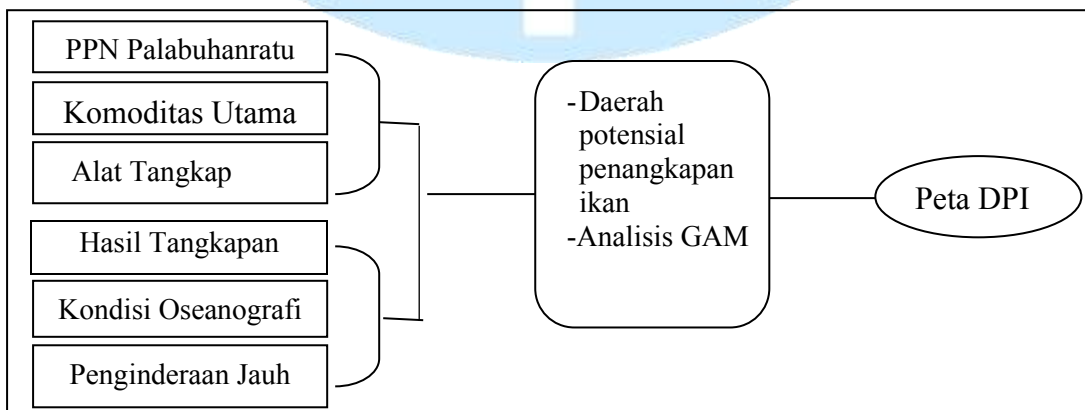 PPN Palabuhanratu
Komoditas Utama
Alat Tangkap
Hasil Tangkapan
Kondisi Oseanografi
Penginderaan Jauh
-Daerah
potensial
penangkapan
ikan
-Analisis GAM
Peta DPI